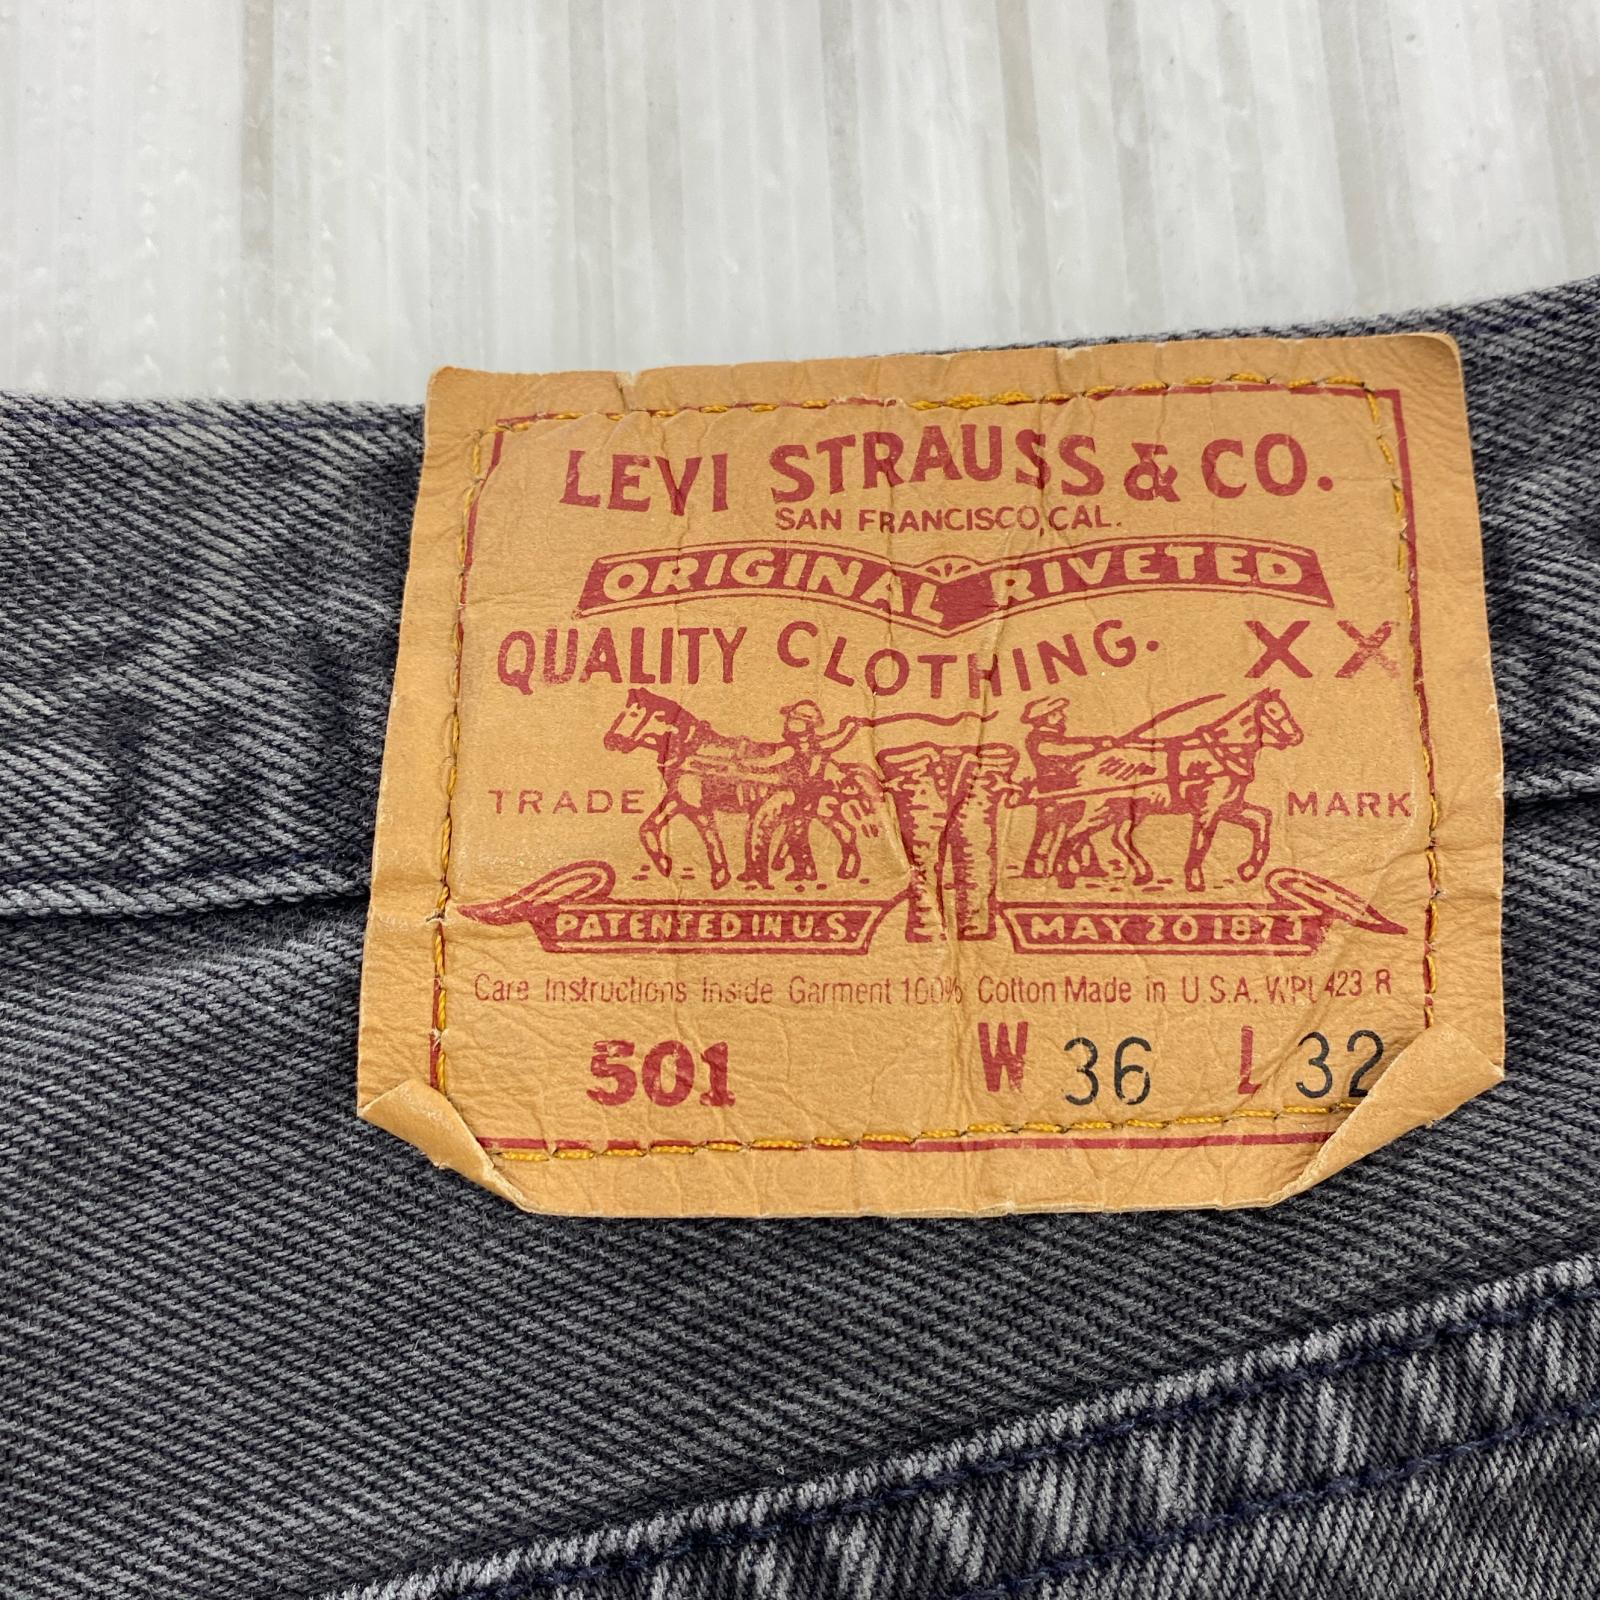 LEVI STRAUSS & CO.
SAN FRANCISCO, CAL.
ORIGINAL RIVETED
QUALITY CLOTHING. XX
TRADE MARK
PATENTED IN U.S. MAY 20 1873
Care Instructions Inside Garment 100% Cotton Made in U.S.A. WPL 423 R
501 W 36 L 32